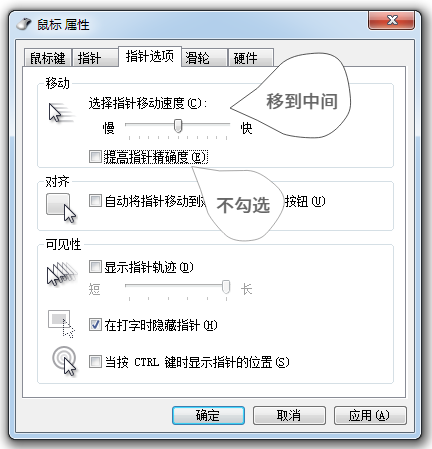 鼠标 属性
鼠标键 指针 指针选项 滑轮 硬件
移动
选择指针移动速度(C):
慢 快
移到中间
提高指针精确度(E)
不勾选
对齐
自动将指针移动到 按钮(U)
可见性
显示指针轨迹(D)
短 长
在打字时隐藏指针(H)
当按 CTRL 键时显示指针的位置(S)
确定 取消 应用(A)